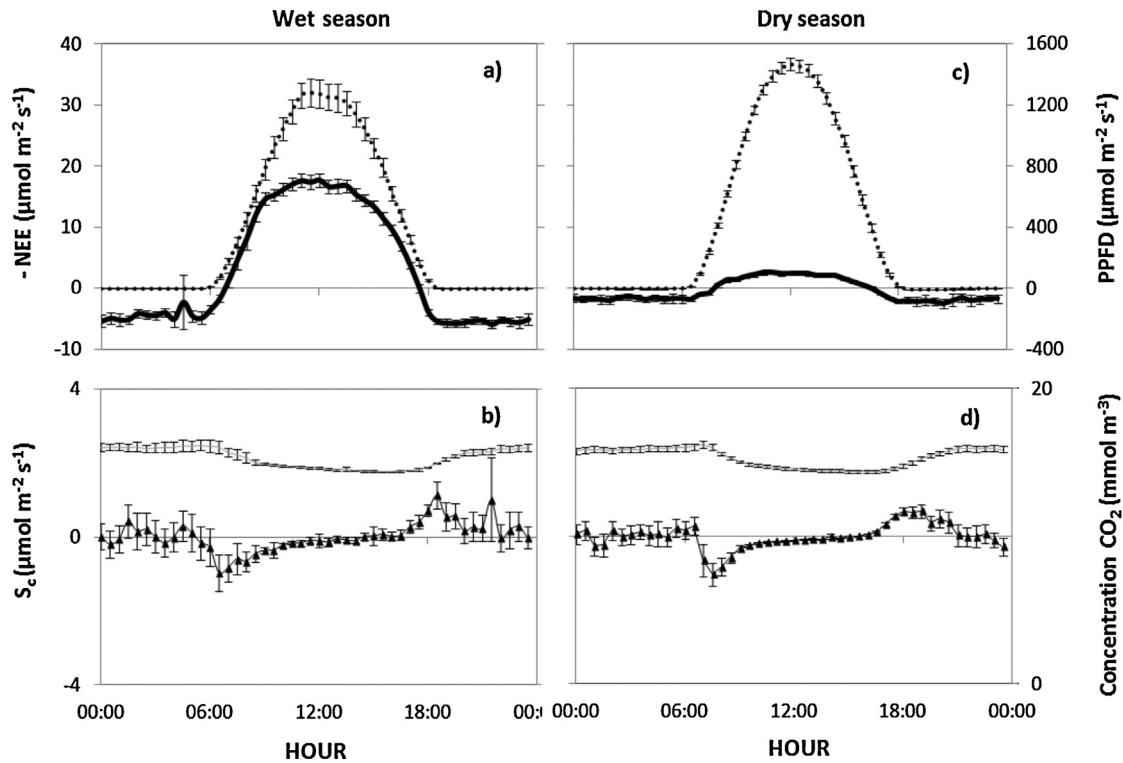 Wet season
Dry season
40
30
20
10
0
-10
- NEE (μmol m⁻² s⁻¹)
a)
c)
1600
1200
800
400
0
-400
PPFD (μmol m⁻² s⁻¹)
4
0
-4
Sc (μmol m⁻² s⁻¹)
b)
d)
20
0
Concentration CO₂ (mmol m⁻³)
00:00 06:00 12:00 18:00 00:0
00:00 06:00 12:00 18:00 00:00
HOUR
HOUR